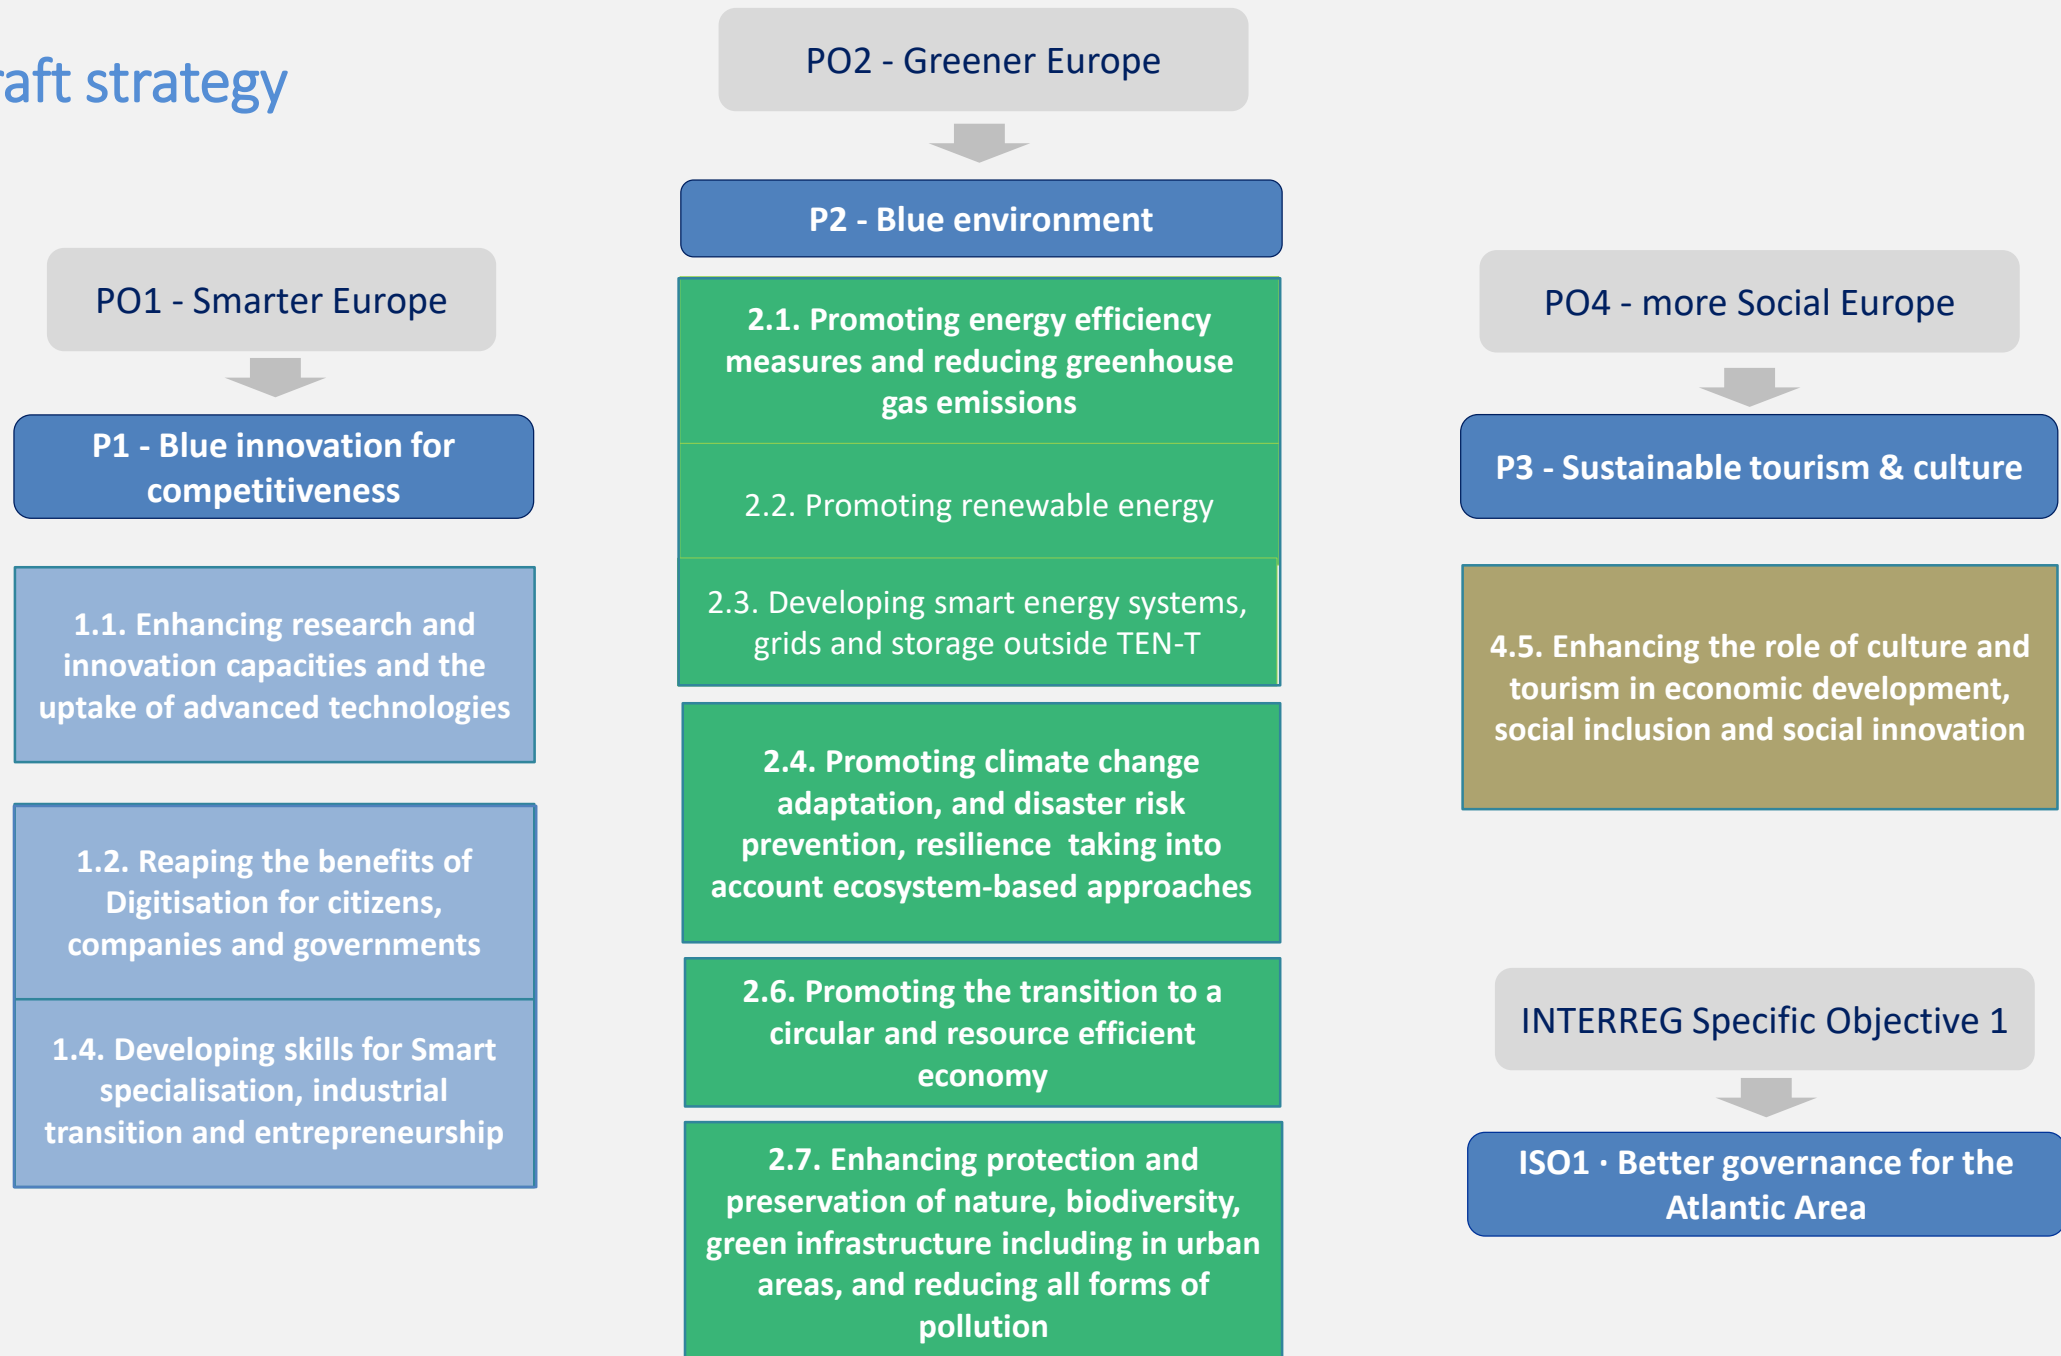 raft strategy
PO1 - Smarter Europe
P1 - Blue innovation for
competitiveness
1.1. Enhancing research and
innovation capacities and the
uptake of advanced technologies
1.2. Reaping the benefits of
Digitisation for citizens,
companies and governments
1.4. Developing skills for Smart
specialisation, industrial
transition and entrepreneurship
PO2 - Greener Europe
P2 - Blue environment
2.1. Promoting energy efficiency
measures and reducing greenhouse
gas emissions
2.2. Promoting renewable energy
2.3. Developing smart energy systems,
grids and storage outside TEN-T
2.4. Promoting climate change
adaptation, and disaster risk
prevention, resilience  taking into
account ecosystem-based approaches
2.6. Promoting the transition to a
circular and resource efficient
economy
2.7. Enhancing protection and
preservation of nature, biodiversity,
green infrastructure including in urban
areas, and reducing all forms of
pollution
PO4 - more Social Europe
P3 - Sustainable tourism & culture
4.5. Enhancing the role of culture and
tourism in economic development,
social inclusion and social innovation
INTERREG Specific Objective 1
ISO1 · Better governance for the
Atlantic Area